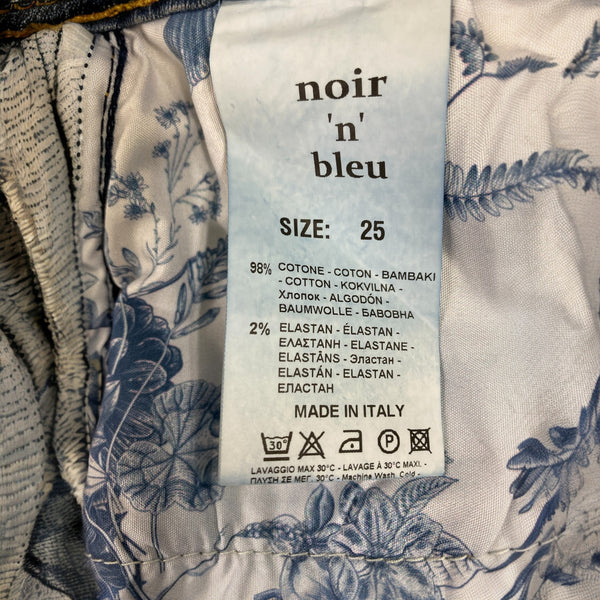 noir
'n'
bleu
SIZE: 25
98% COTONE - COTON - BAMBAKI
- COTTON - KOKVILNA -
Хлопок - ALGODÓN -
BAUMWOLLE - БАВОВНА
2% ELASTAN - ÉLASTAN -
ΕΛΑΣΤΑΝΗ - ELASTANE -
ELASTĀNS - Эластан -
ELASTÁN - ELASTAN -
ЕЛАСТАН
MADE IN ITALY
30°
P
LAVAGGIO MAX 30°C - LAVAGE À 30°C MAXI. -
ΠΛΥΣΗ ΣΕ ΜΕΓ. 30°C - Machine Wash, Cold -